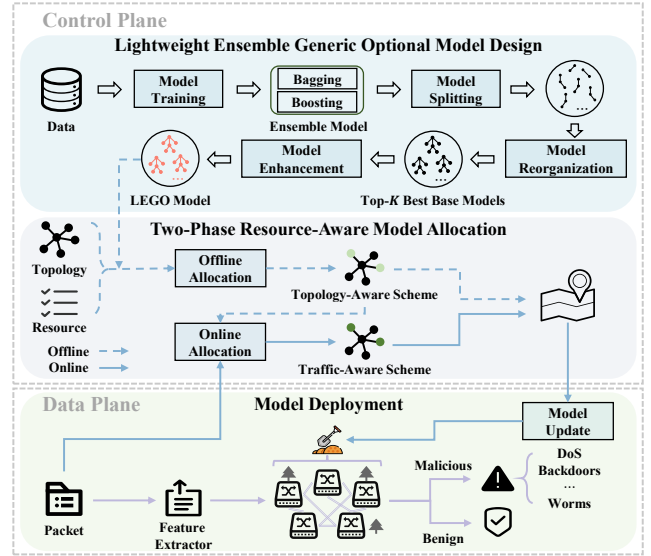 Control Plane
Lightweight Ensemble Generic Optional Model Design
Data
Model
Training
Bagging
Boosting
Ensemble Model
Model
Splitting
...
Model
Reorganization
...
Top-K Best Base Models
Model
Enhancement
...
LEGO Model
Two-Phase Resource-Aware Model Allocation
Topology
Resource
Offline
Allocation
Topology-Aware Scheme
Online
Allocation
Traffic-Aware Scheme
Offline
Online
Data Plane
Model Deployment
Model
Update
Packet
Feature
Extractor
Malicious
Benign
DoS
Backdoors
...
Worms